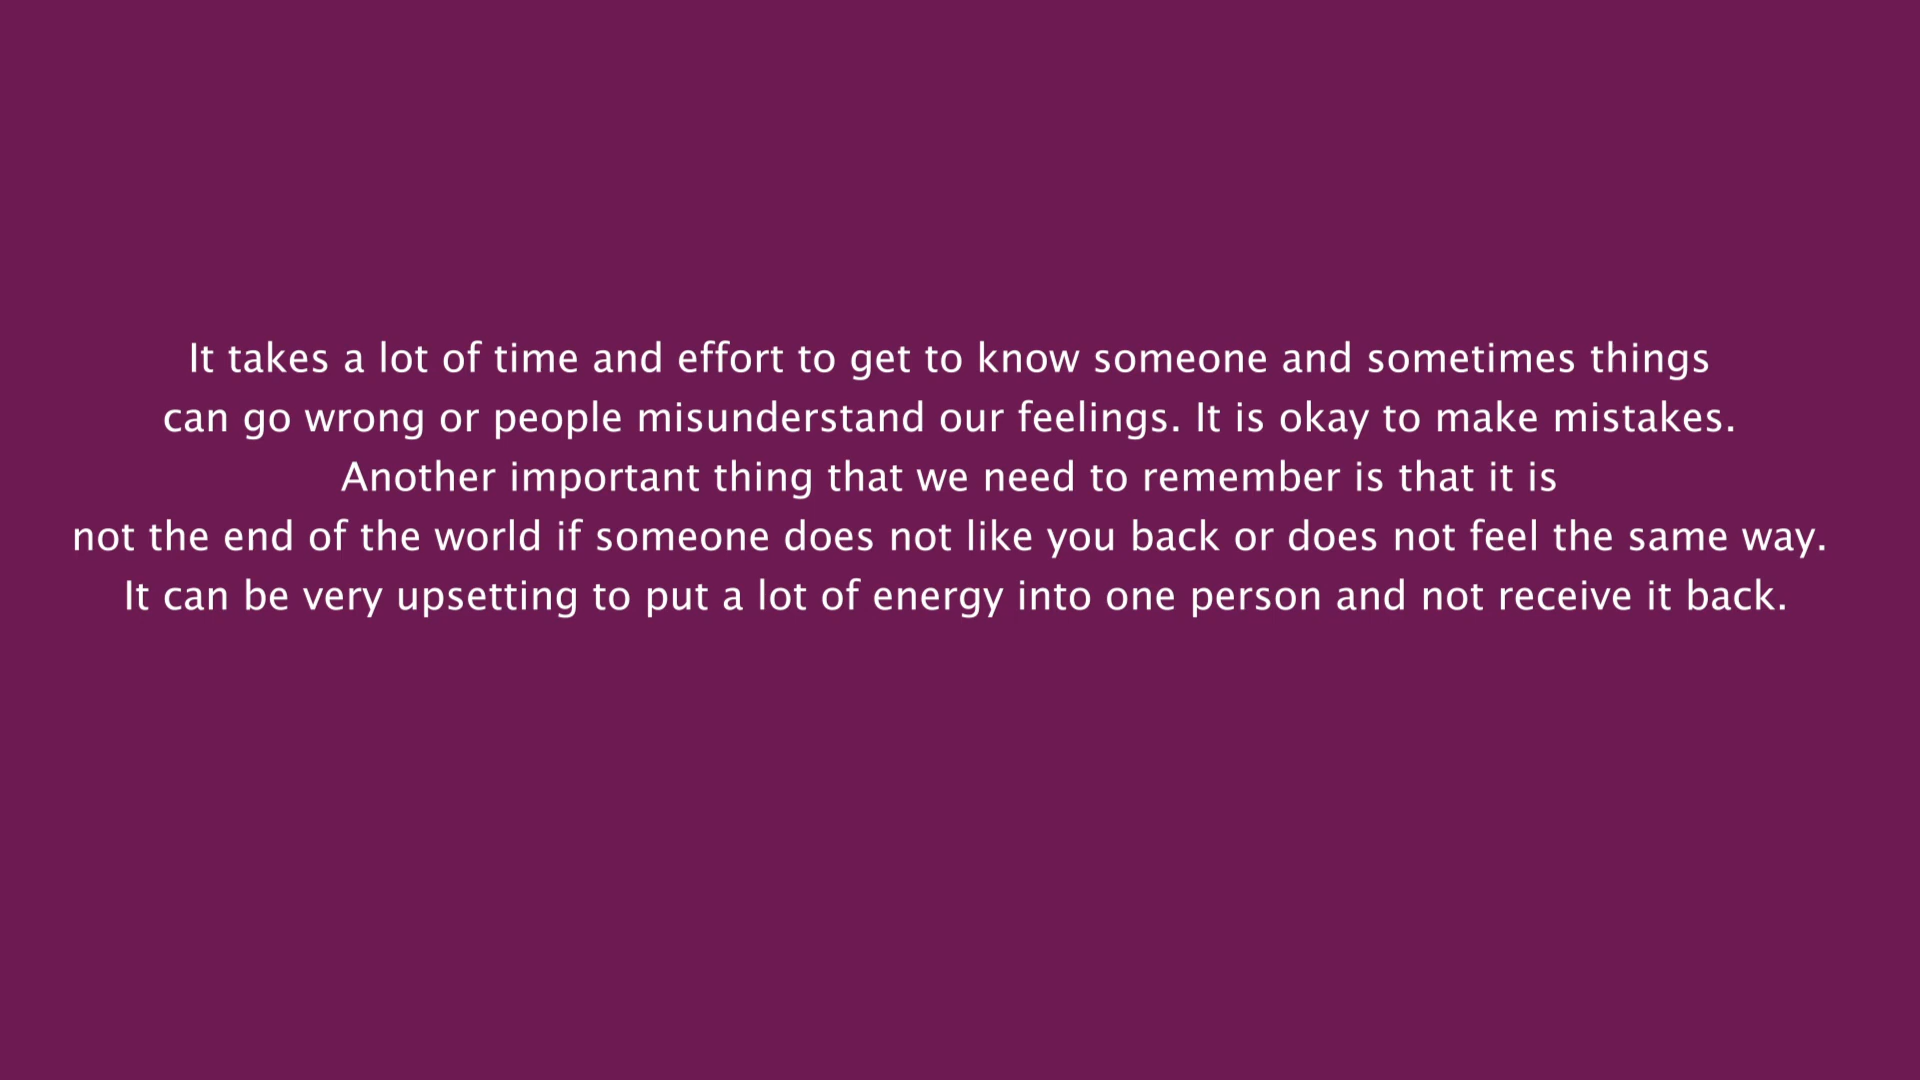 It takes a lot of time and effort to get to know someone and sometimes things
can go wrong or people misunderstand our feelings. It is okay to make mistakes.
Another important thing that we need to remember is that it is
not the end of the world if someone does not like you back or does not feel the same way.
It can be very upsetting to put a lot of energy into one person and not receive it back.